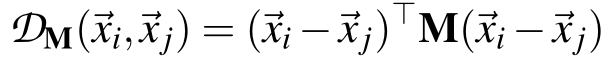 𝒟_𝐌(x⃗_i, x⃗_j) = (x⃗_i − x⃗_j)^⊤ 𝐌(x⃗_i − x⃗_j)